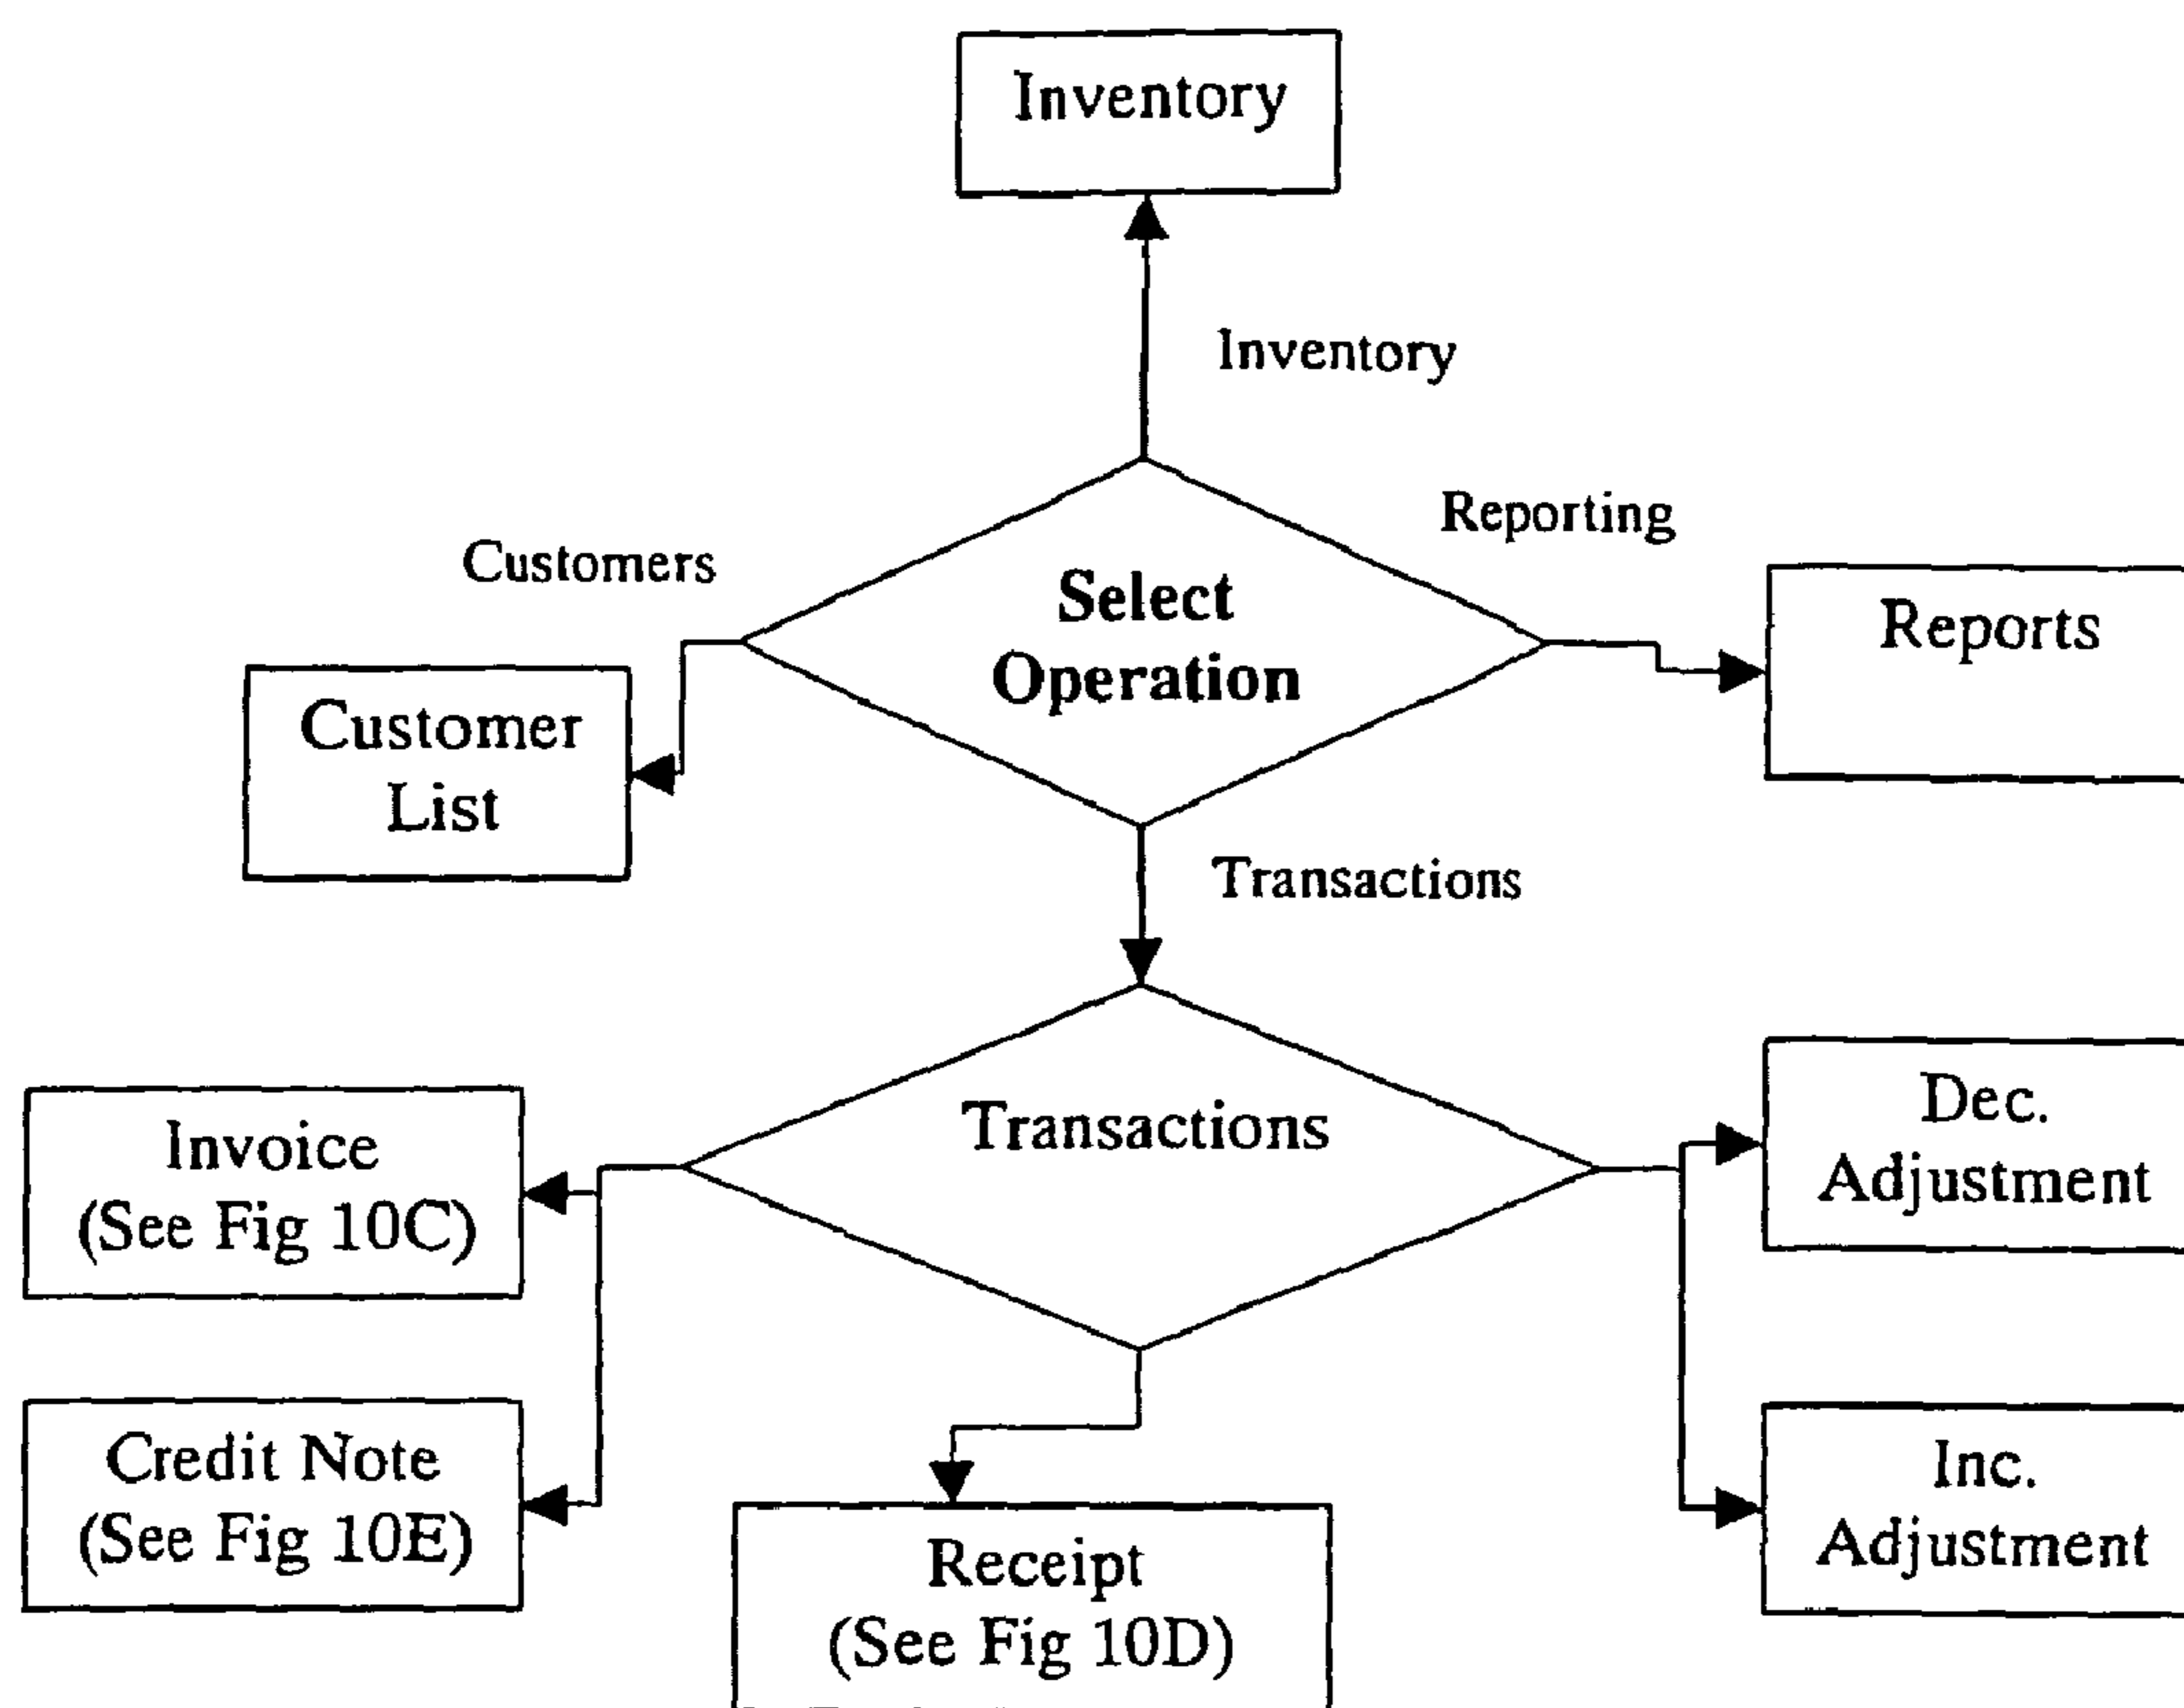 Inventory
Inventory
Reporting
Customers
Select
Operation
Reports
Customer
List
Transactions
Transactions
Dec.
Adjustment
Invoice
(See Fig 10C)
Credit Note
(See Fig 10E)
Inc.
Adjustment
Receipt
(See Fig 10D)